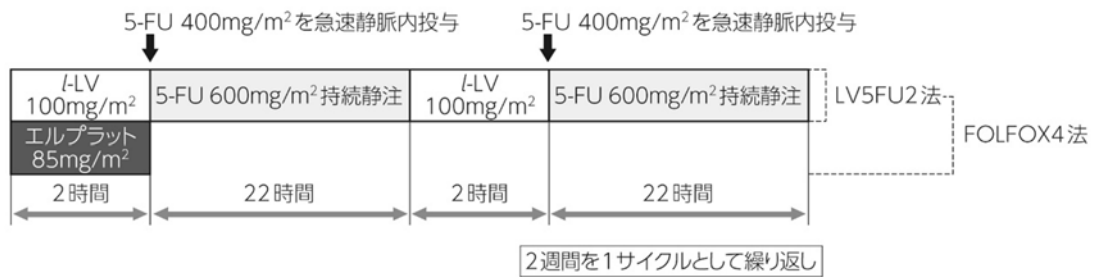 5-FU 400mg/m²を急速静脈内投与
5-FU 400mg/m²を急速静脈内投与
l-LV
100mg/m²
5-FU 600mg/m²持続静注
l-LV
100mg/m²
5-FU 600mg/m²持続静注
LV5FU2法
エルプラット
85mg/m²
FOLFOX4法
2時間
22時間
2時間
22時間
2週間を1サイクルとして繰り返し